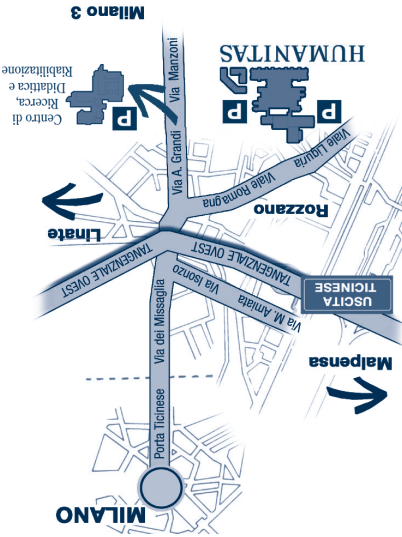 MILANO
Porta Ticinese
Via dei Missaglia
Malpensa
Via M. Amiata
Via Isonzo
USCITA
TICINESE
TANGENZIALE OVEST
TANGENZIALE OVEST
Linate
Rozzano
Viale Romagna
Viale Liguria
Via A. Grandi
Via Manzoni
P
P
HUMANITAS
P
Centro di
Ricerca,
Didattica e
Riabilitazione
Milano 3